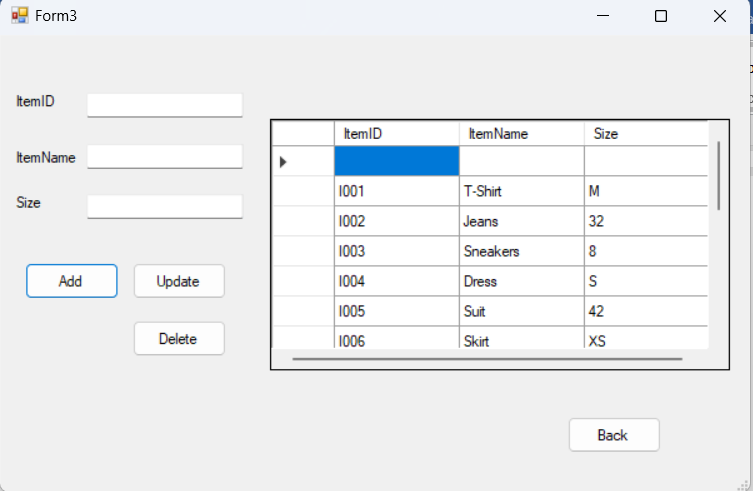 Form3
ItemID
ItemName
Size
Add Update
Delete
ItemID ItemName Size
I001 T-Shirt M
I002 Jeans 32
I003 Sneakers 8
I004 Dress S
I005 Suit 42
I006 Skirt XS
Back